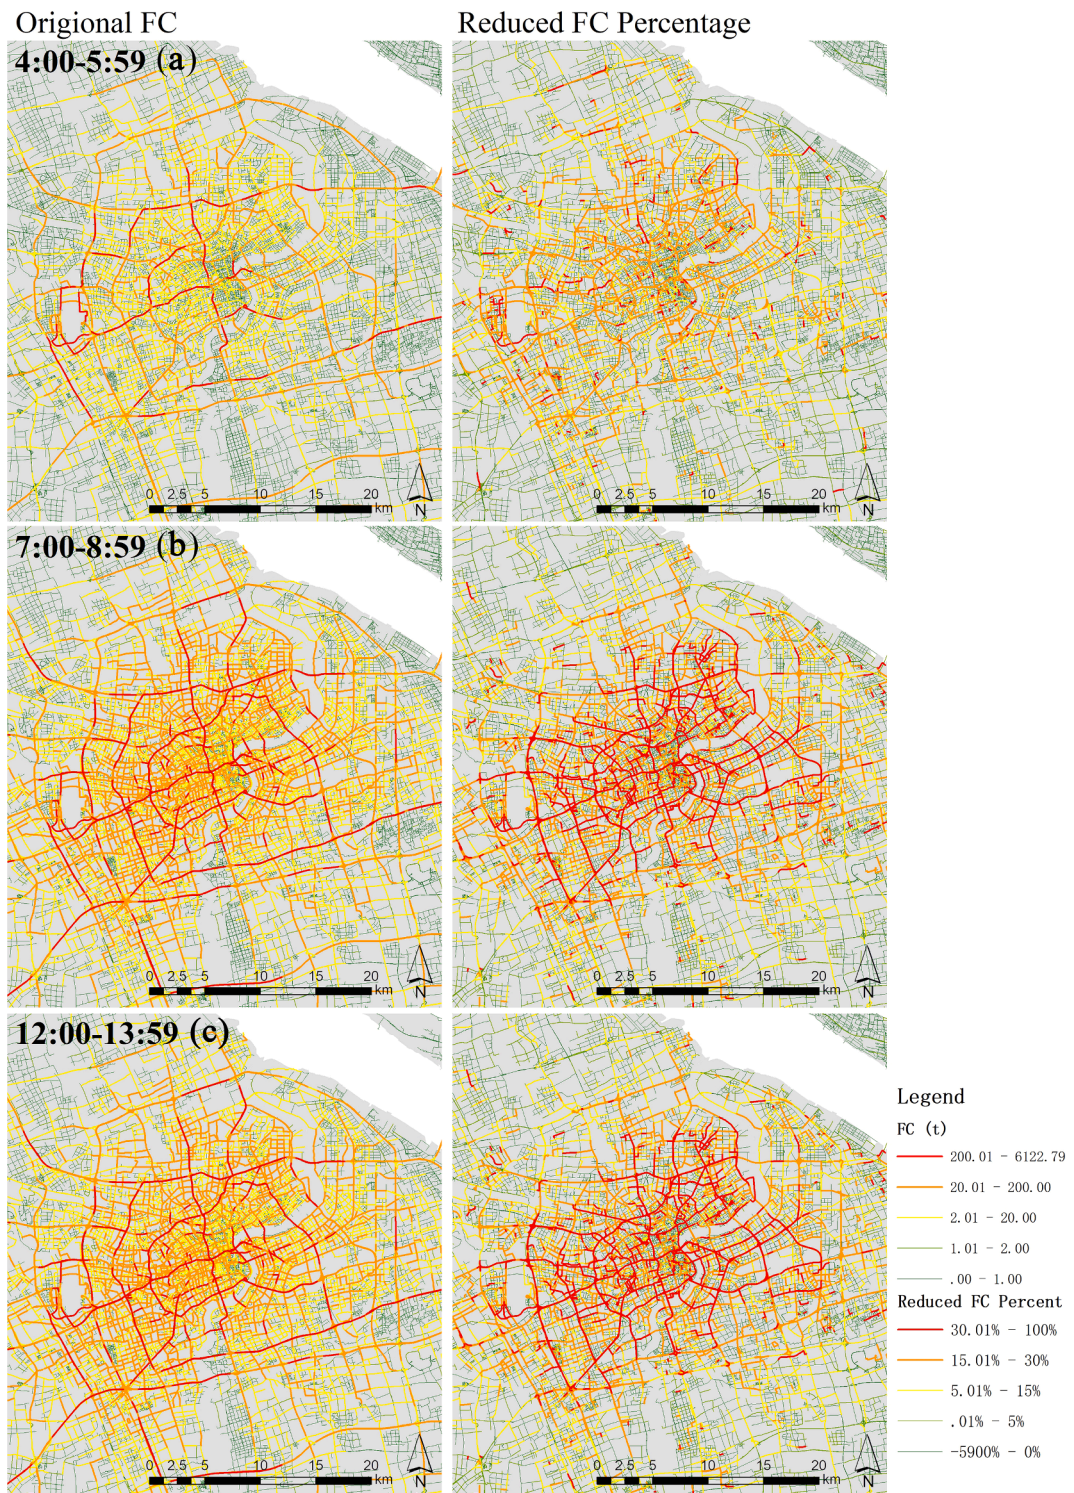 Origional FC
Reduced FC Percentage
4:00-5:59 (a)
0 2.5 5 10 15 20
km
N
0 2.5 5 10 15 20
km
N
7:00-8:59 (b)
0 2.5 5 10 15 20
km
N
0 2.5 5 10 15 20
km
N
12:00-13:59 (c)
0 2.5 5 10 15 20
km
N
0 2.5 5 10 15 20
km
N
Legend
FC (t)
200.01 - 6122.79
20.01 - 200.00
2.01 - 20.00
1.01 - 2.00
.00 - 1.00
Reduced FC Percent
30.01% - 100%
15.01% - 30%
5.01% - 15%
.01% - 5%
-5900% - 0%